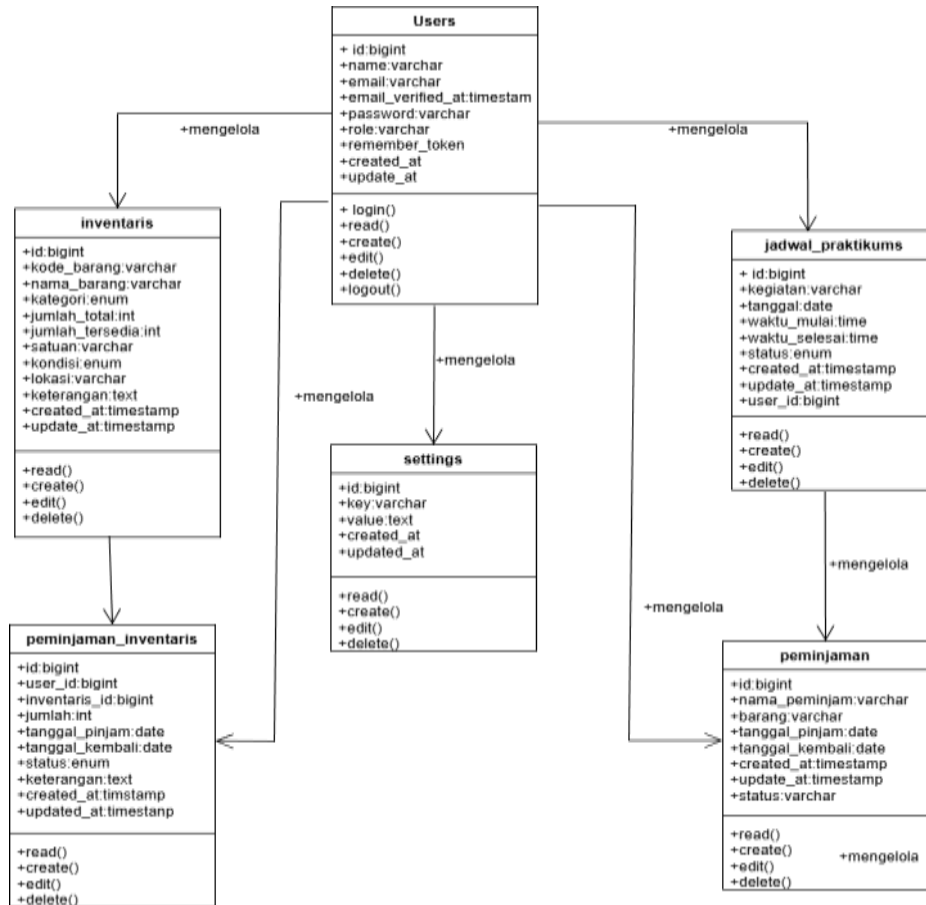 Users
+ id:bigint
+name:varchar
+email:varchar
+email_verified_at:timestam
+password:varchar
+role:varchar
+remember_token
+created_at
+update_at
+ login()
+read()
+create()
+edit()
+delete()
+logout()
+mengelola
+mengelola
inventaris
+id:bigint
+kode_barang:varchar
+nama_barang:varchar
+kategori:enum
+jumlah_total:int
+jumlah_tersedia:int
+satuan:varchar
+kondisi:enum
+lokasi:varchar
+keterangan:text
+created_at:timestamp
+update_at:timestamp
+read()
+create()
+edit()
+delete()
jadwal_praktikums
+ id:bigint
+kegiatan:varchar
+tanggal:date
+waktu_mulai:time
+waktu_selesai:time
+status:enum
+created_at:timestamp
+update_at:timestamp
+user_id:bigint
+read()
+create()
+edit()
+delete()
+mengelola
+mengelola
settings
+id:bigint
+key:varchar
+value:text
+created_at
+updated_at
+read()
+create()
+edit()
+delete()
+mengelola
+mengelola
peminjaman_inventaris
+id:bigint
+user_id:bigint
+inventaris_id:bigint
+jumlah:int
+tanggal_pinjam:date
+tanggal_kembali:date
+status:enum
+keterangan:text
+created_at:timstamp
+updated_at:timestanp
+read()
+create()
+edit()
+delete()
peminjaman
+id:bigint
+nama_peminjam:varchar
+barang:varchar
+tanggal_pinjam:date
+tanggal_kembali:date
+created_at:timestamp
+update_at:timestamp
+status:varchar
+read()
+create()
+edit()
+delete()
+mengelola